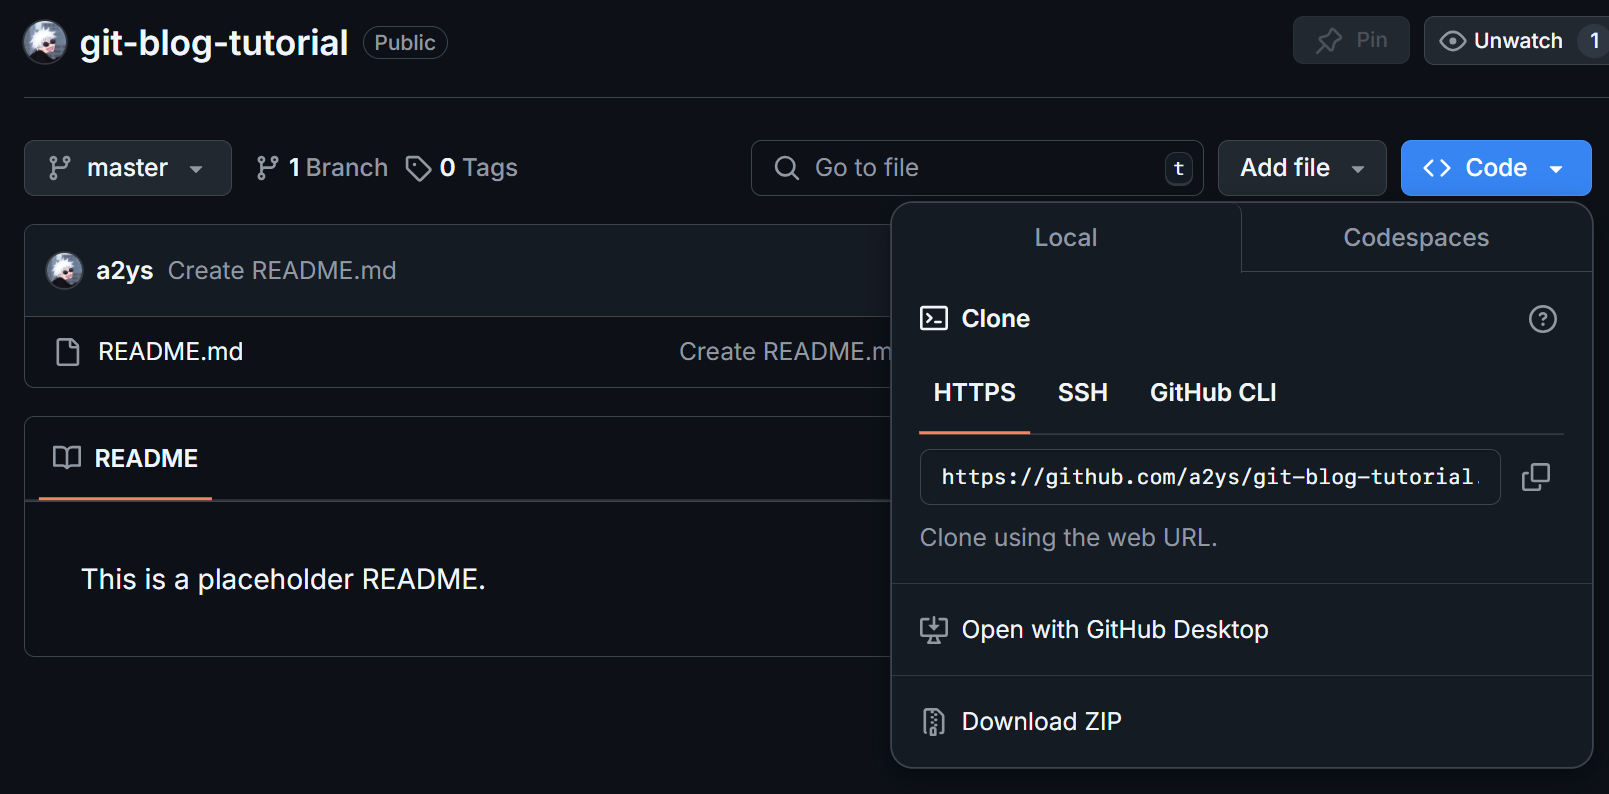 git-blog-tutorial Public Pin Unwatch 1
master 1 Branch 0 Tags Go to file t Add file Code
Local Codespaces
a2ys Create README.md
Clone
README.md Create README.m
HTTPS SSH GitHub CLI
README
https://github.com/a2ys/git-blog-tutorial.
Clone using the web URL.
This is a placeholder README.
Open with GitHub Desktop
Download ZIP